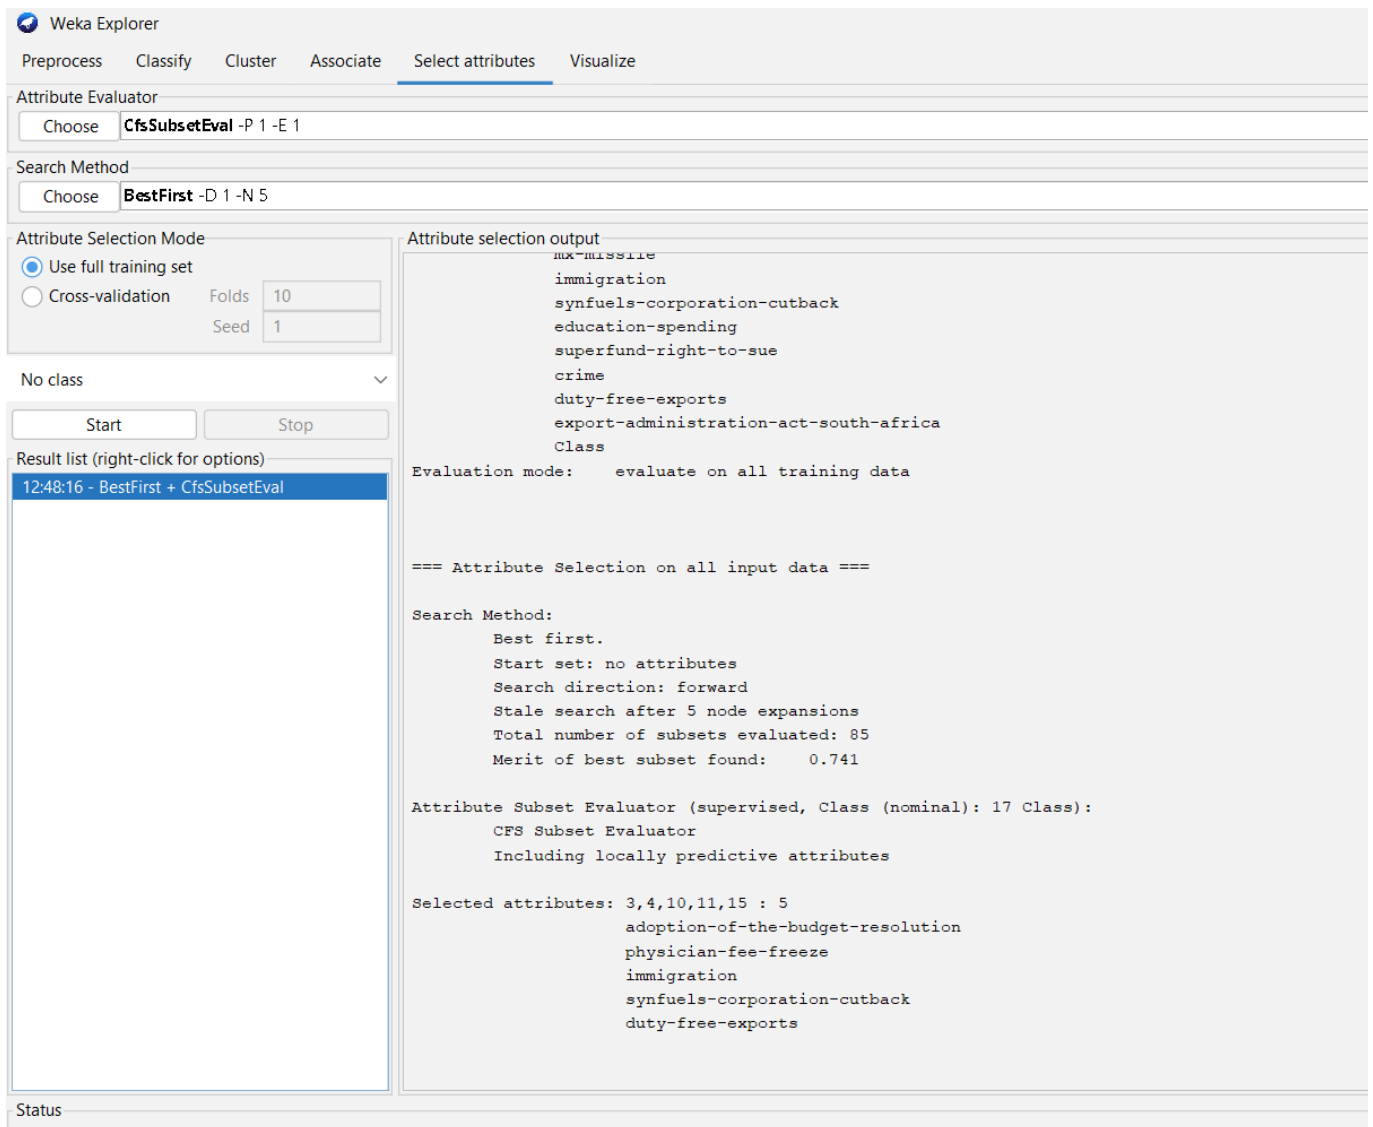 Weka Explorer
Preprocess Classify Cluster Associate Select attributes Visualize
Attribute Evaluator
Choose CfsSubsetEval -P 1 -E 1
Search Method
Choose BestFirst -D 1 -N 5
Attribute Selection Mode
Use full training set
Cross-validation Folds 10
Seed 1
No class
Start Stop
Result list (right-click for options)
12:48:16 - BestFirst + CfsSubsetEval
Attribute selection output
mx-missile
immigration
synfuels-corporation-cutback
education-spending
superfund-right-to-sue
crime
duty-free-exports
export-administration-act-south-africa
Class
Evaluation mode: evaluate on all training data
=== Attribute Selection on all input data ===
Search Method:
Best first.
Start set: no attributes
Search direction: forward
Stale search after 5 node expansions
Total number of subsets evaluated: 85
Merit of best subset found: 0.741
Attribute Subset Evaluator (supervised, Class (nominal): 17 Class):
CFS Subset Evaluator
Including locally predictive attributes
Selected attributes: 3,4,10,11,15 : 5
adoption-of-the-budget-resolution
physician-fee-freeze
immigration
synfuels-corporation-cutback
duty-free-exports
Status